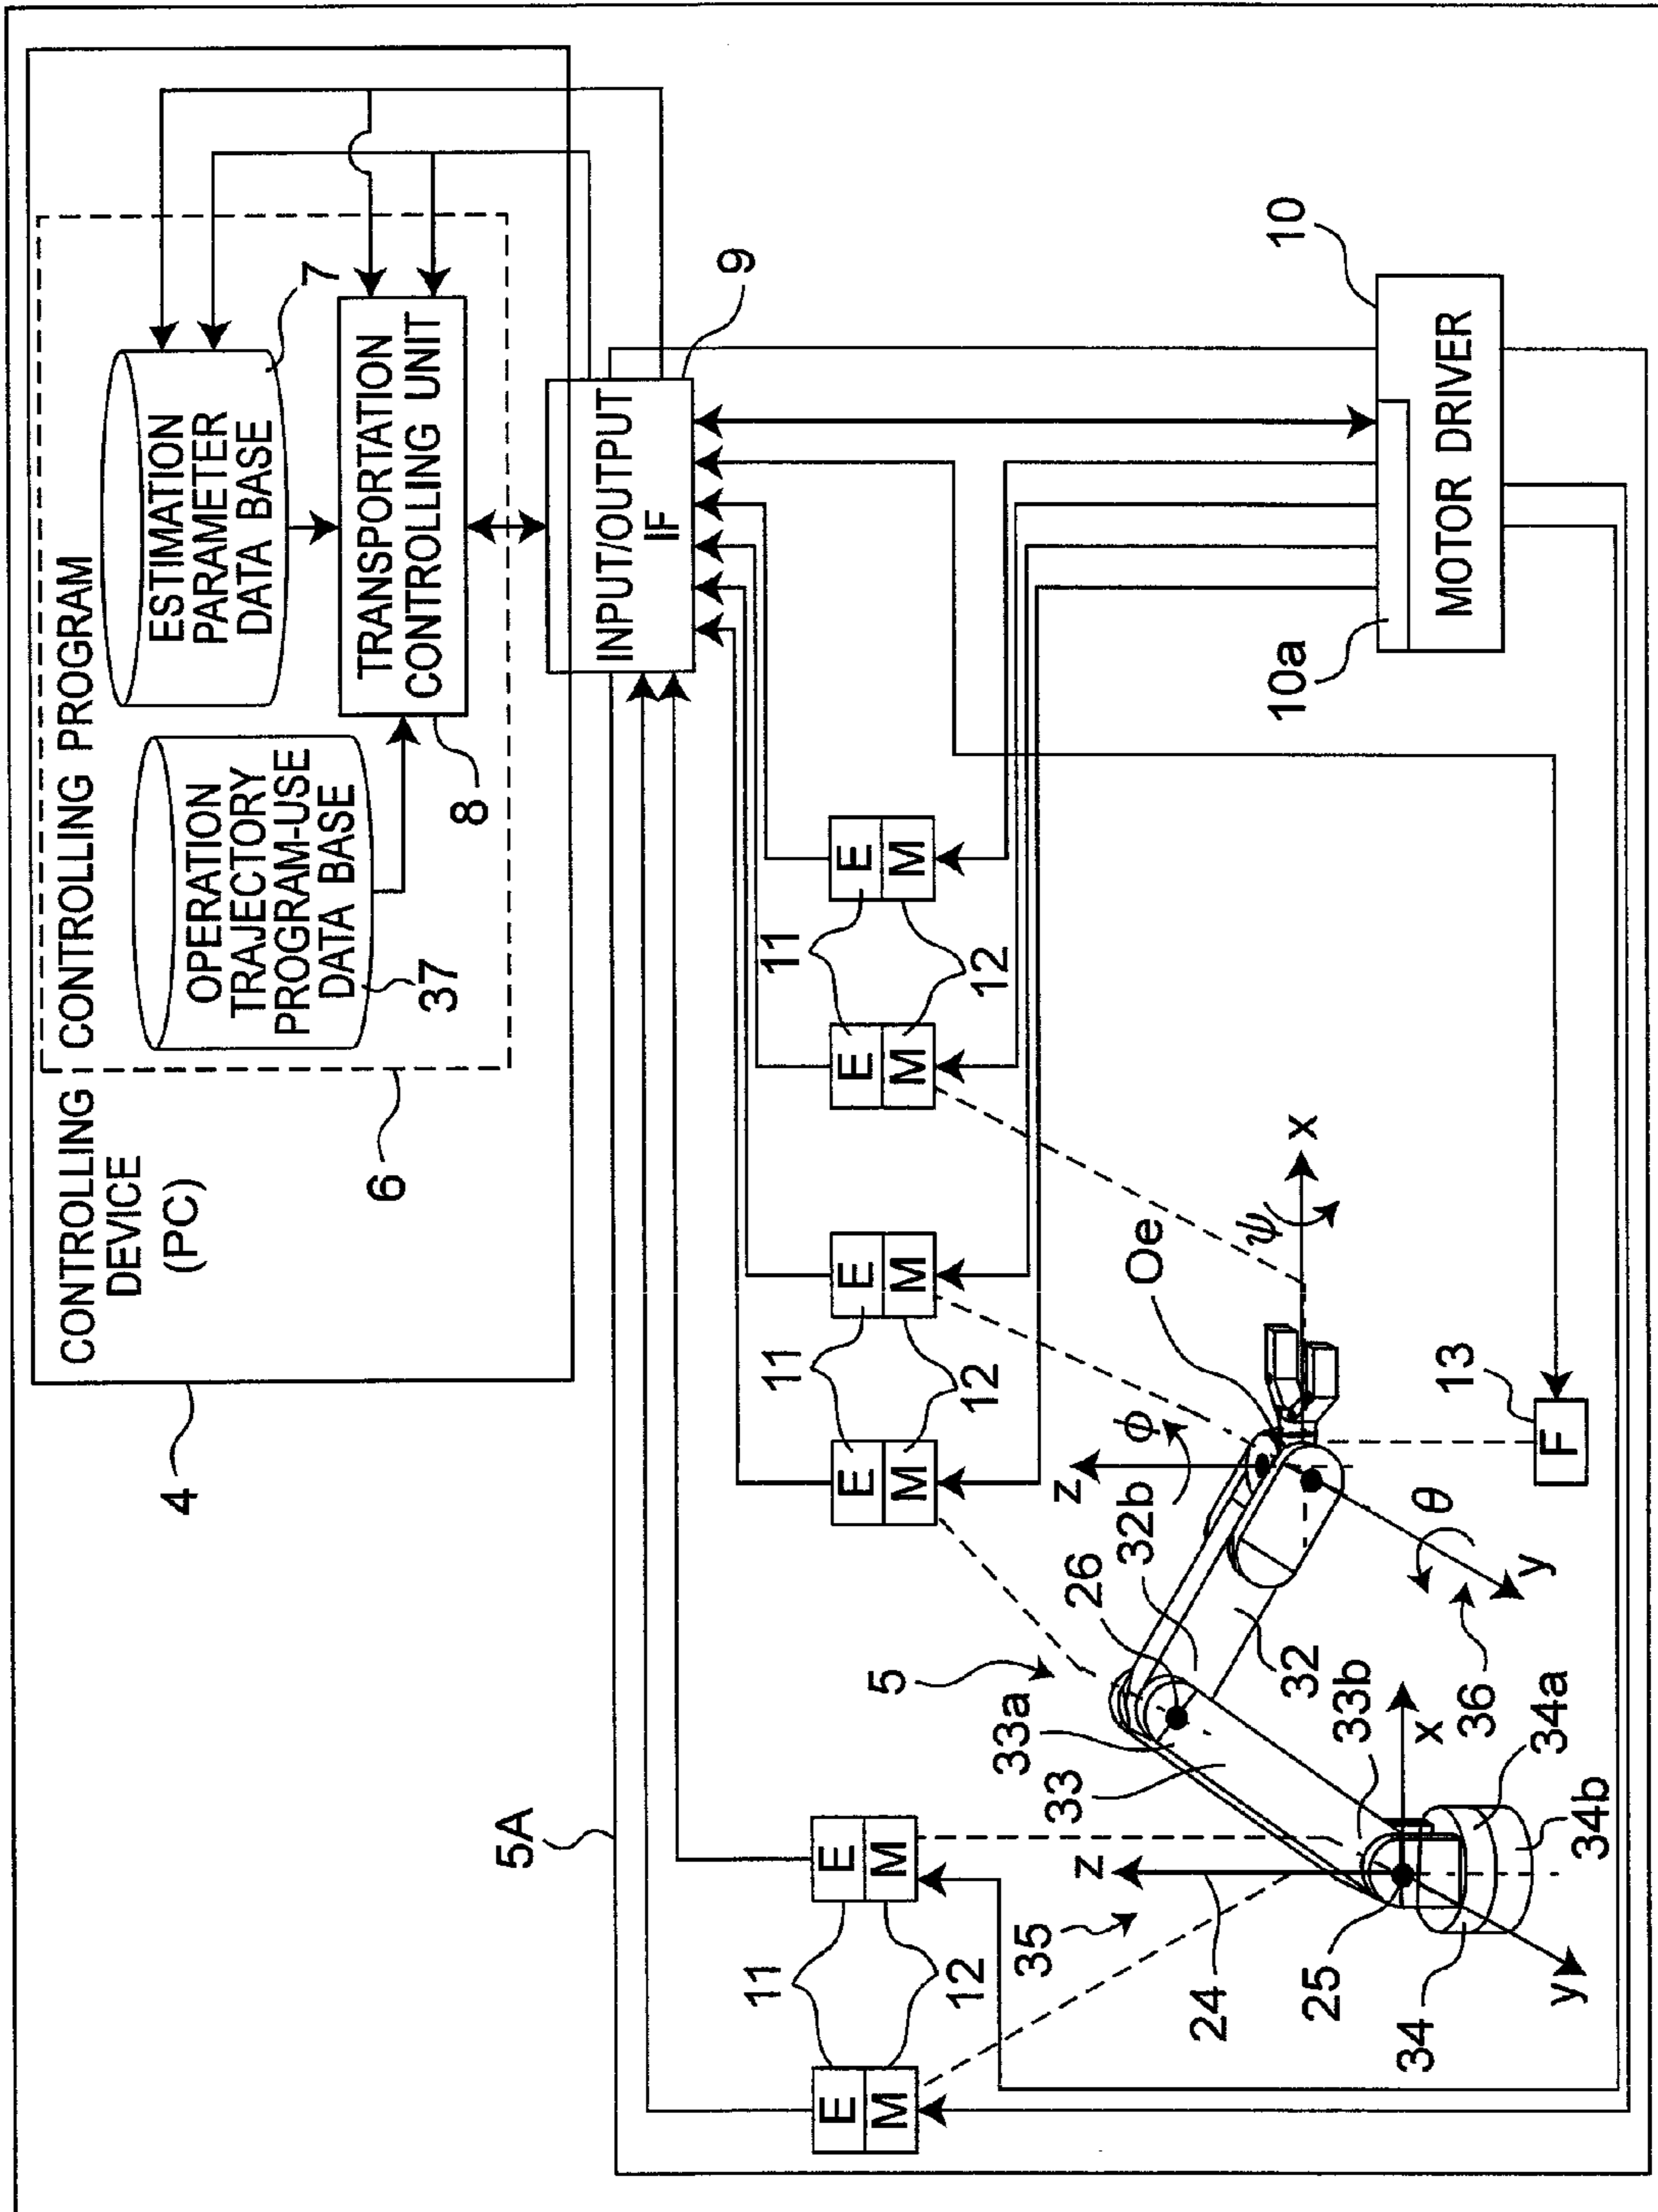 CONTROLLING
DEVICE
(PC)
CONTROLLING PROGRAM
4
6
OPERATION
TRAJECTORY
PROGRAM-USE
DATA BASE
37
ESTIMATION
PARAMETER
DATA BASE
7
TRANSPORTATION
CONTROLLING UNIT
8
INPUT/OUTPUT
IF
9
5A
E
M
E
M
11
12
E
M
E
M
11
12
E
M
E
M
11
12
10
10a
MOTOR DRIVER
35
z
24
25
34
y
x
33
33a
5
26
32b
33b
34a
34b
32
36
z
ϕ
Oe
ψ
x
θ
y
13
F